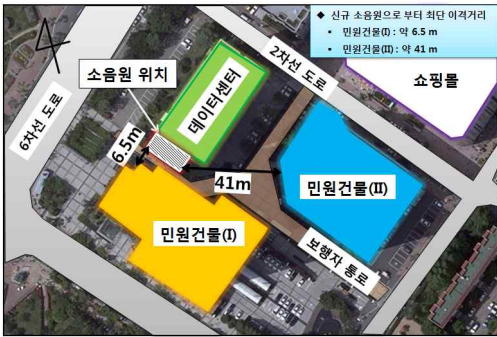 ◆ 신규 소음원으로 부터 최단 이격거리
▪ 민원건물(I) : 약 6.5 m
▪ 민원건물(II) : 약 41 m
2차선 도로
쇼핑몰
소음원 위치
데이터센터
6차선 도로
6.5m
41m
민원건물(II)
민원건물(I)
보행자 통로